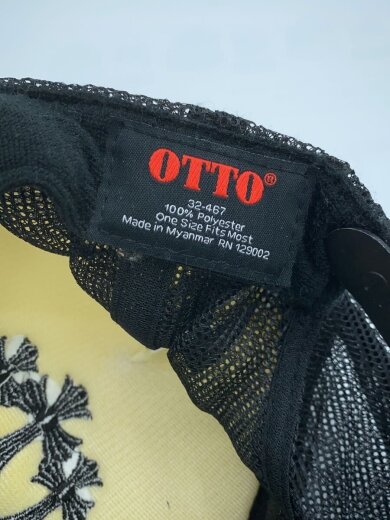 OTTO®
32-467
100% Polyester
One Size Fits Most
Made in Myanmar RN 129002